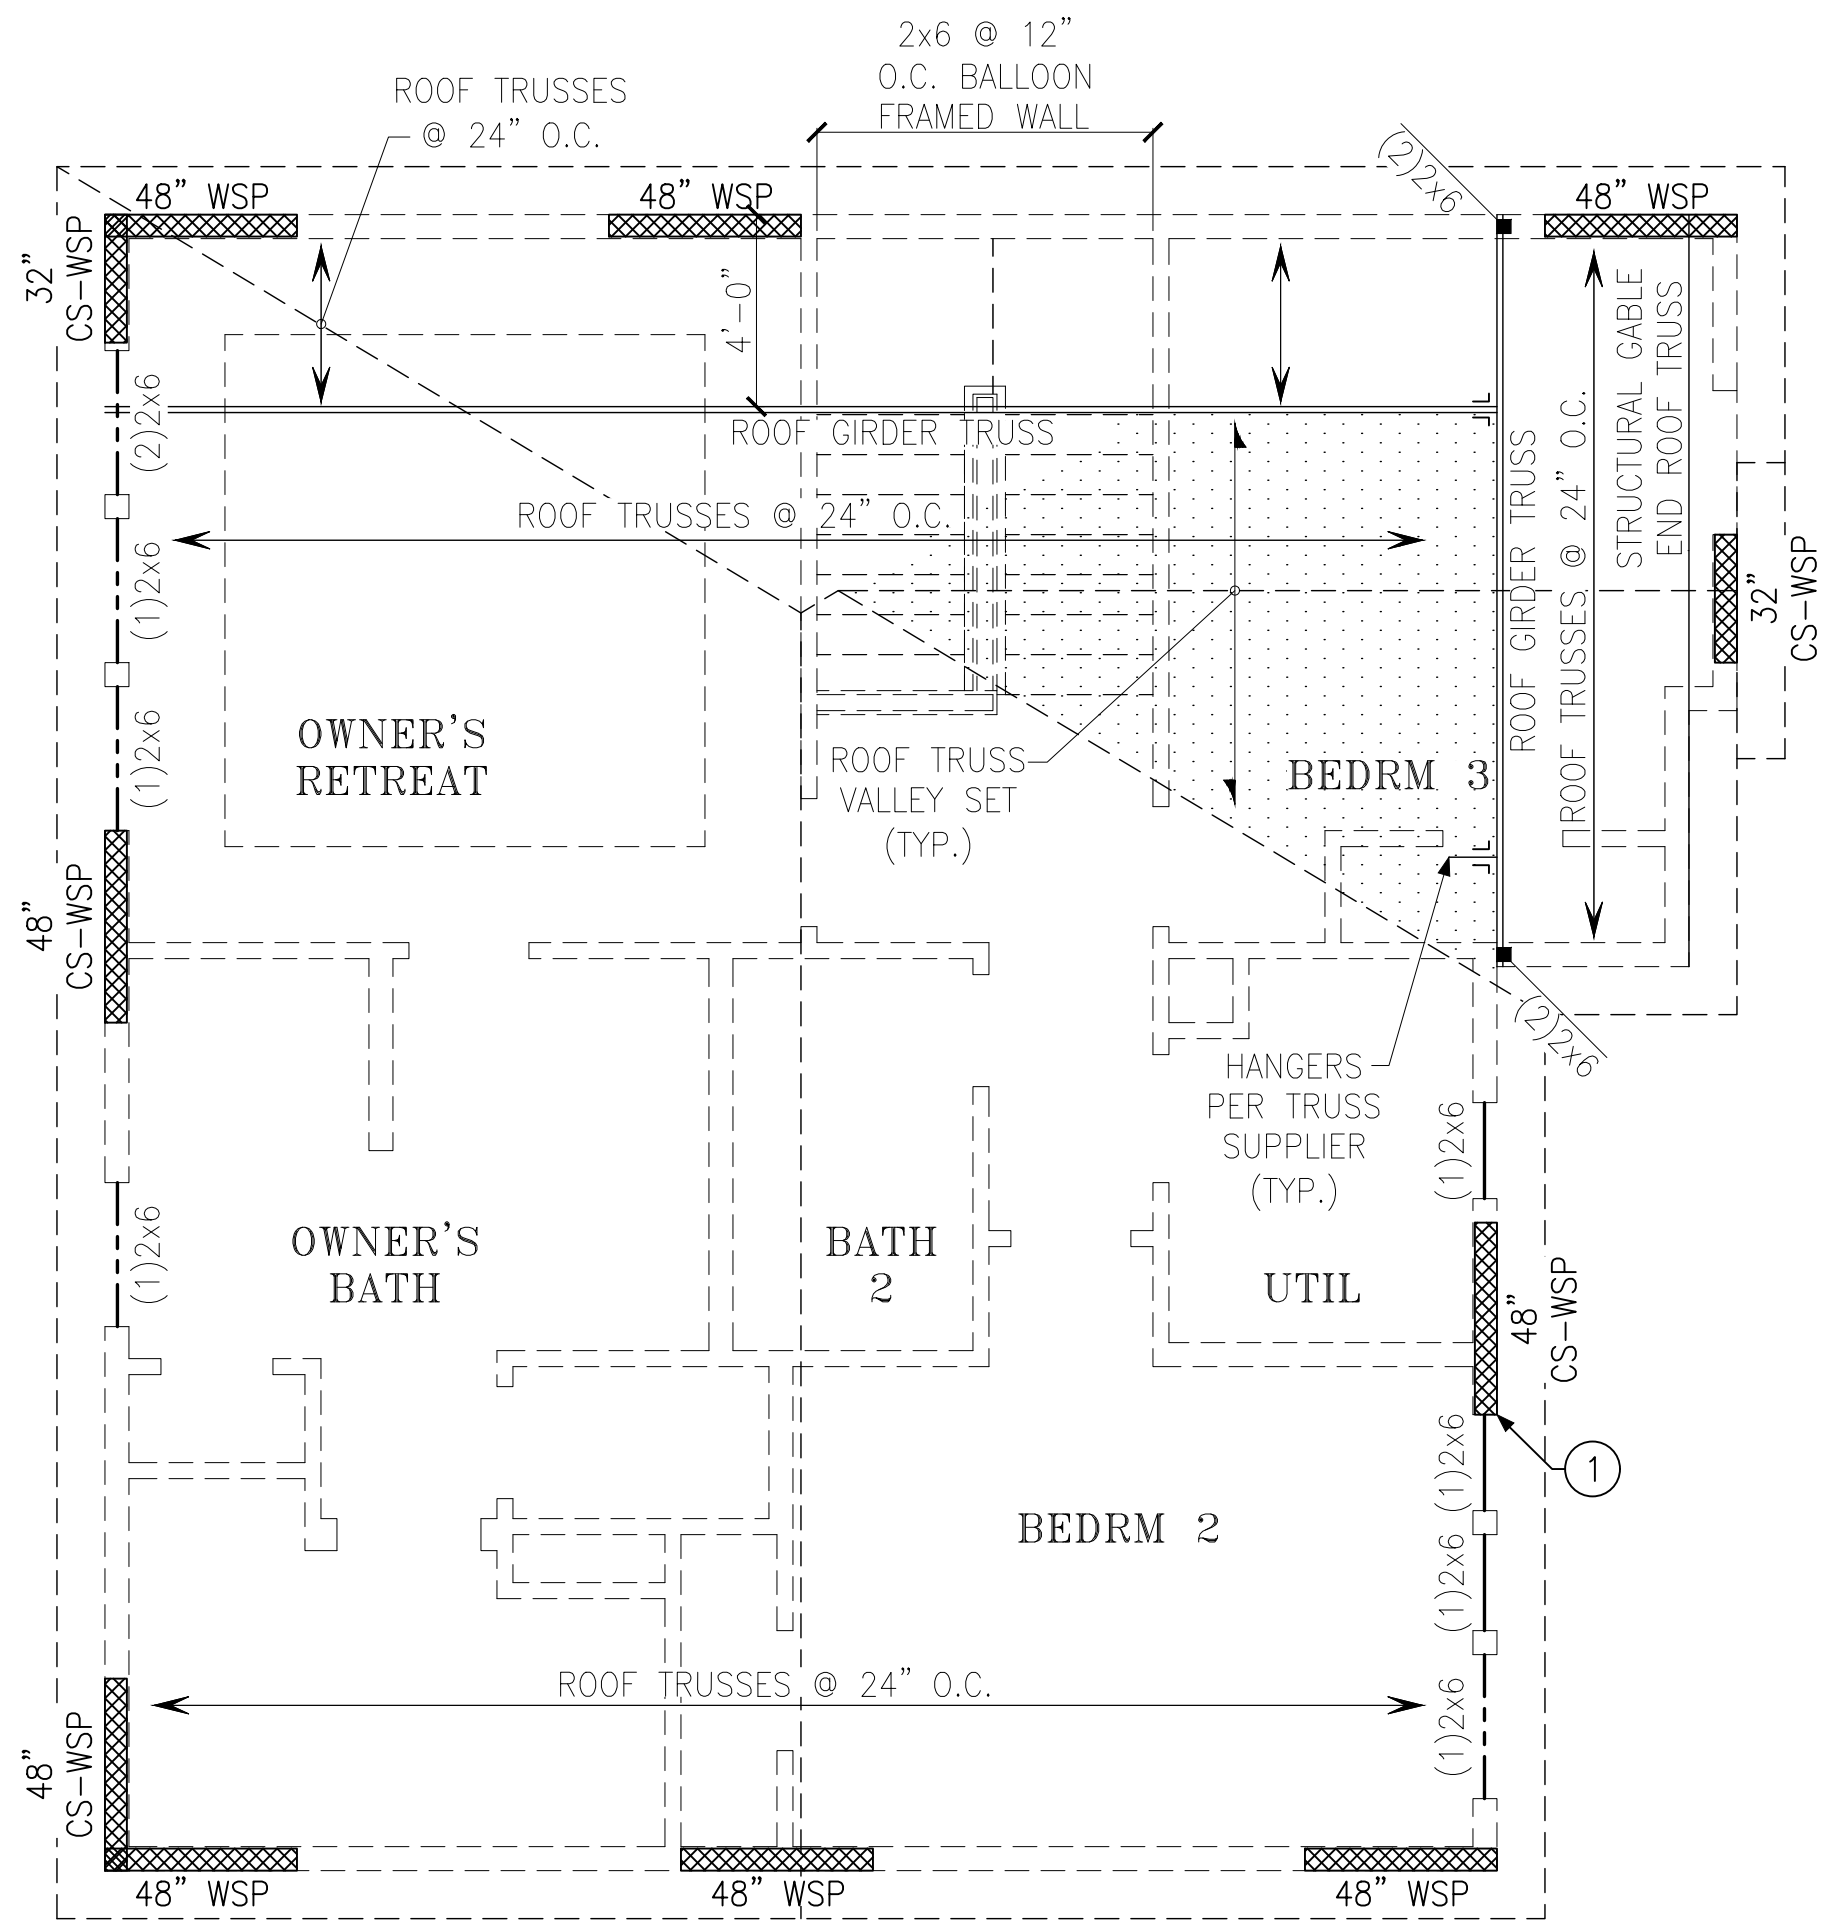 2x6 @ 12"
O.C. BALLOON
FRAMED WALL
ROOF TRUSSES
@ 24" O.C.
(2)2x6
48" WSP
48" WSP
48" WSP
32"
CS-WSP
4'-0"
(2)2x6
ROOF GIRDER TRUSS
ROOF TRUSSES @ 24" O.C.
ROOF GIRDER TRUSS
ROOF TRUSSES @ 24" O.C.
STRUCTURAL GABLE
END ROOF TRUSS
32"
CS-WSP
(1)2x6
(1)2x6
OWNER'S
RETREAT
ROOF TRUSS
VALLEY SET
(TYP.)
BEDRM 3
48"
CS-WSP
(2)2x6
HANGERS
PER TRUSS
SUPPLIER
(TYP.)
(1)2x6
(1)2x6
OWNER'S
BATH
BATH
2
UTIL
48"
CS-WSP
(1)2x6
1
BEDRM 2
(1)2x6
(1)2x6
ROOF TRUSSES @ 24" O.C.
48"
CS-WSP
48" WSP
48" WSP
48" WSP